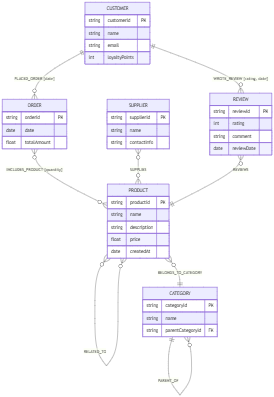 CUSTOMER
string customerId PK
string name
string email
int loyaltyPoints
PLACED_ORDER [date]
WROTE_REVIEW [rating, date]
ORDER
string orderId PK
date date
float totalAmount
SUPPLIER
string supplierId PK
string name
string contactInfo
REVIEW
string reviewId PK
int rating
string comment
date reviewDate
INCLUDES_PRODUCT [quantity]
SUPPLIES
REVIEWS
PRODUCT
string productId PK
string name
string description
float price
date createdAt
BELONGS_TO_CATEGORY
RELATED_TO
CATEGORY
string categoryId PK
string name
string parentCategoryId FK
PARENT_OF